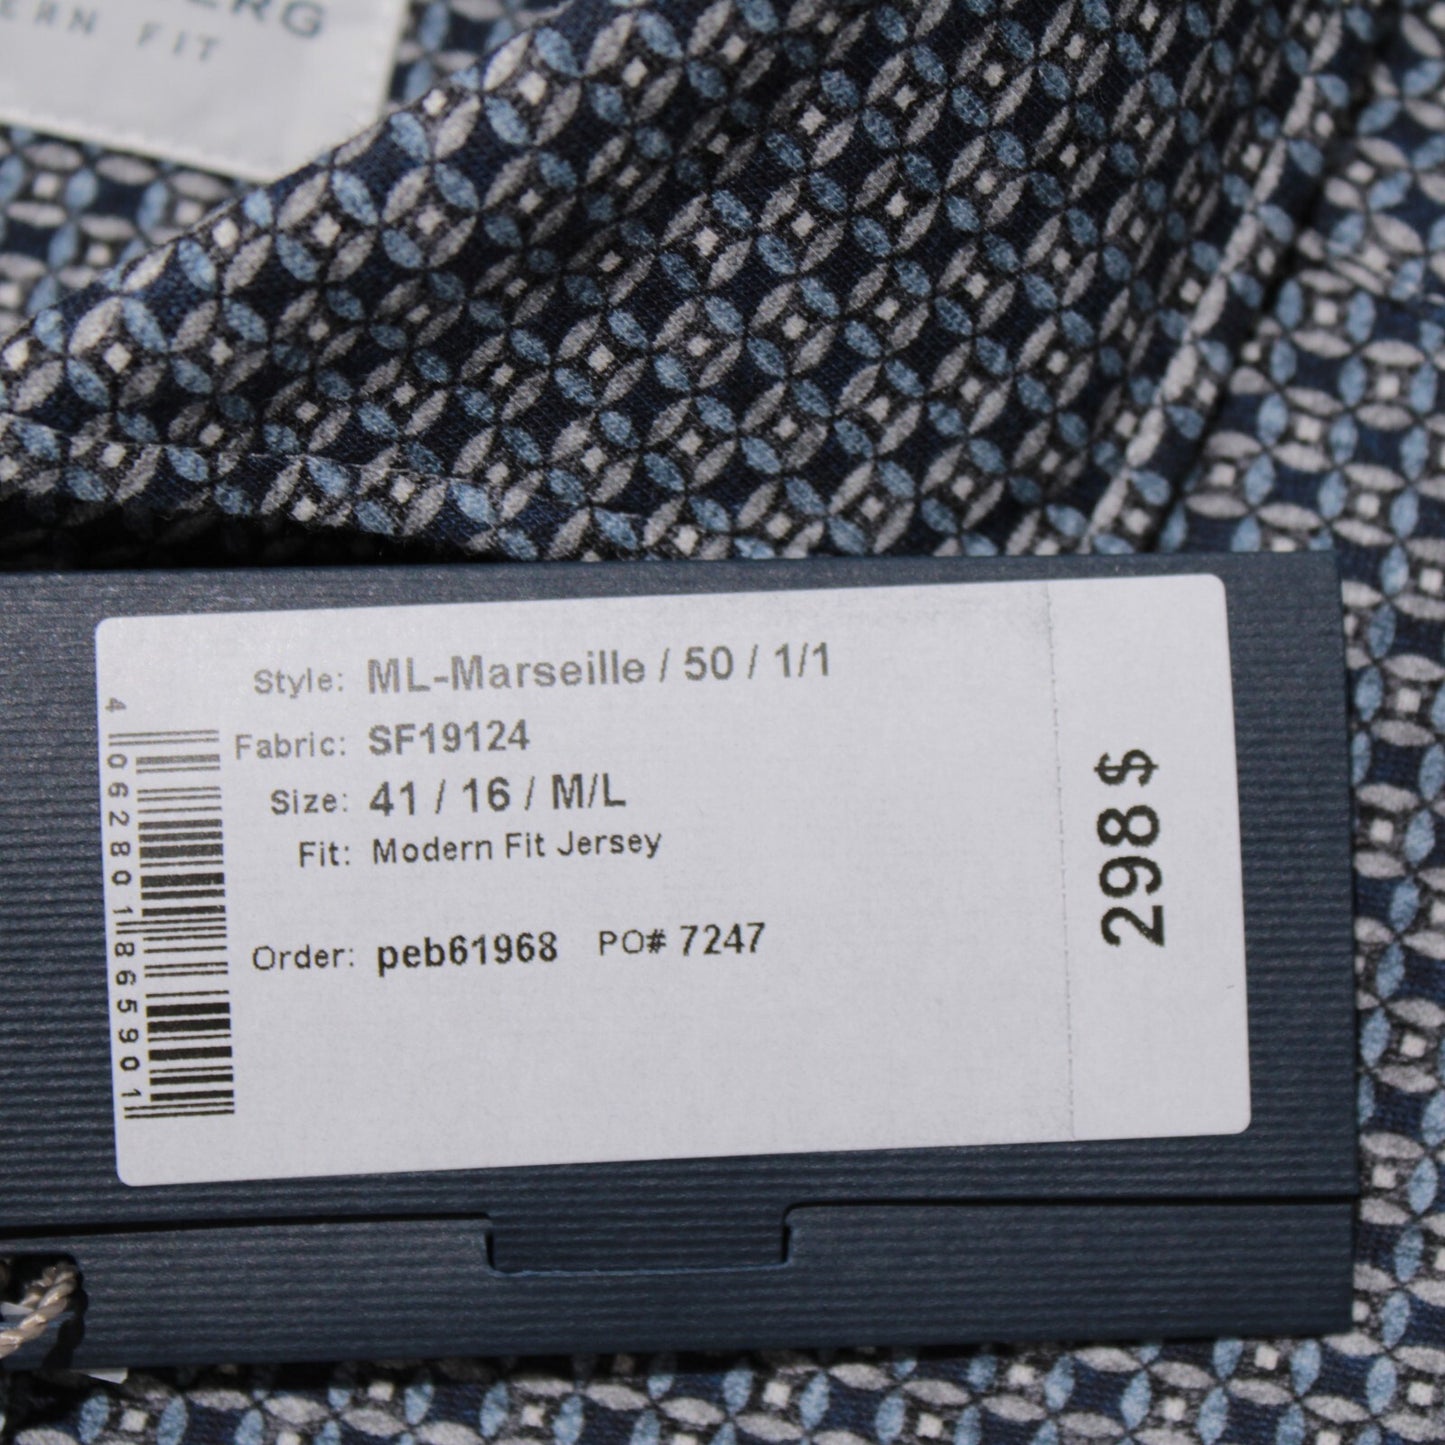 ERG
ERN FIT
Style: ML-Marseille / 50 / 1/1
Fabric: SF19124
Size: 41 / 16 / M/L
Fit: Modern Fit Jersey
Order: peb61968 PO# 7247
4 062801 865901
298 $